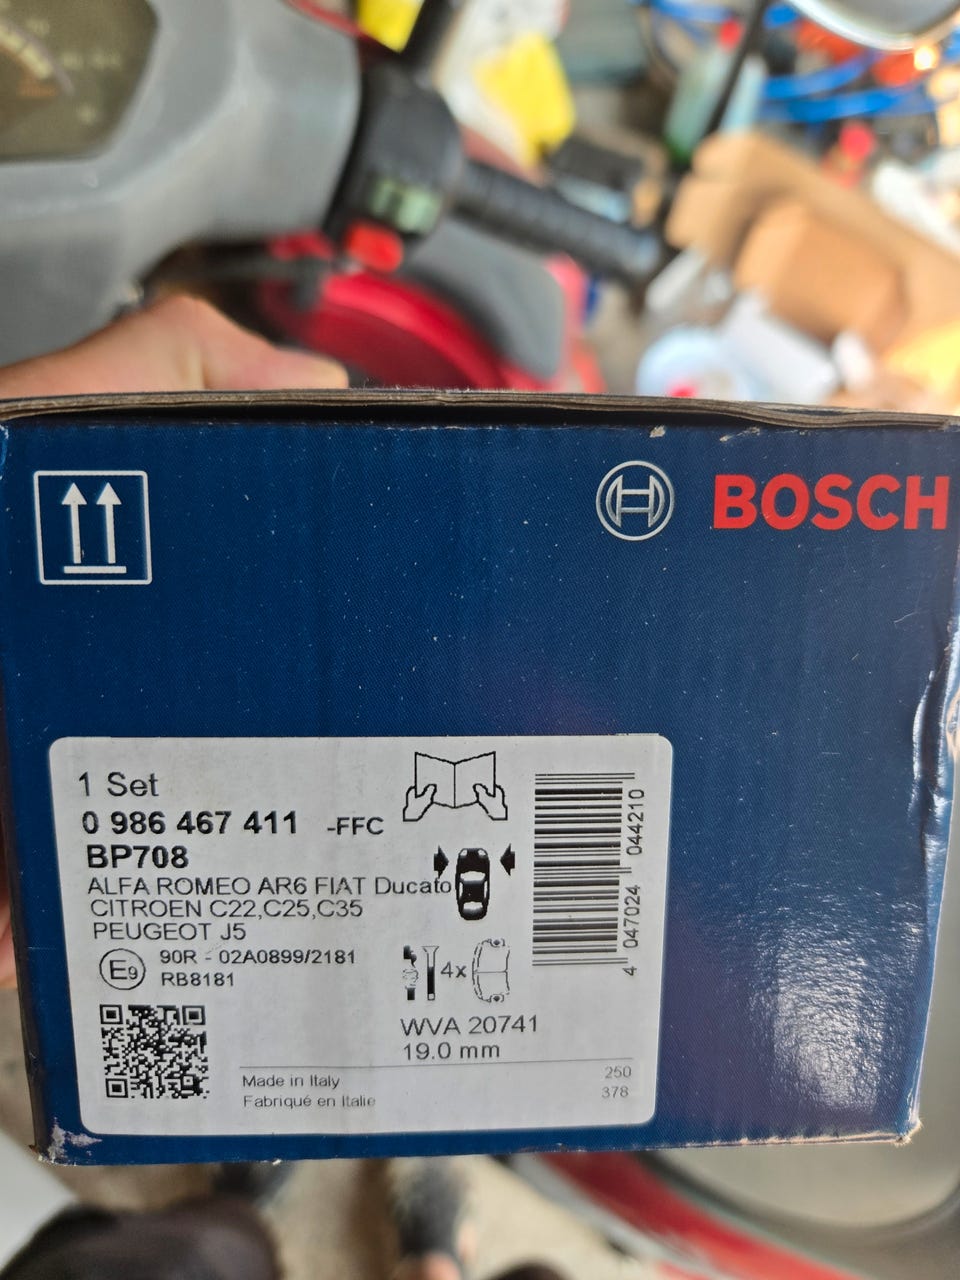 BOSCH
1 Set
0 986 467 411 -FFC
BP708
ALFA ROMEO AR6 FIAT Ducato
CITROEN C22,C25,C35
PEUGEOT J5
E9 90R - 02A0899/2181
RB8181
4x
WVA 20741
19.0 mm
Made in Italy
Fabriqué en Italie
250
378
4 047024 044210